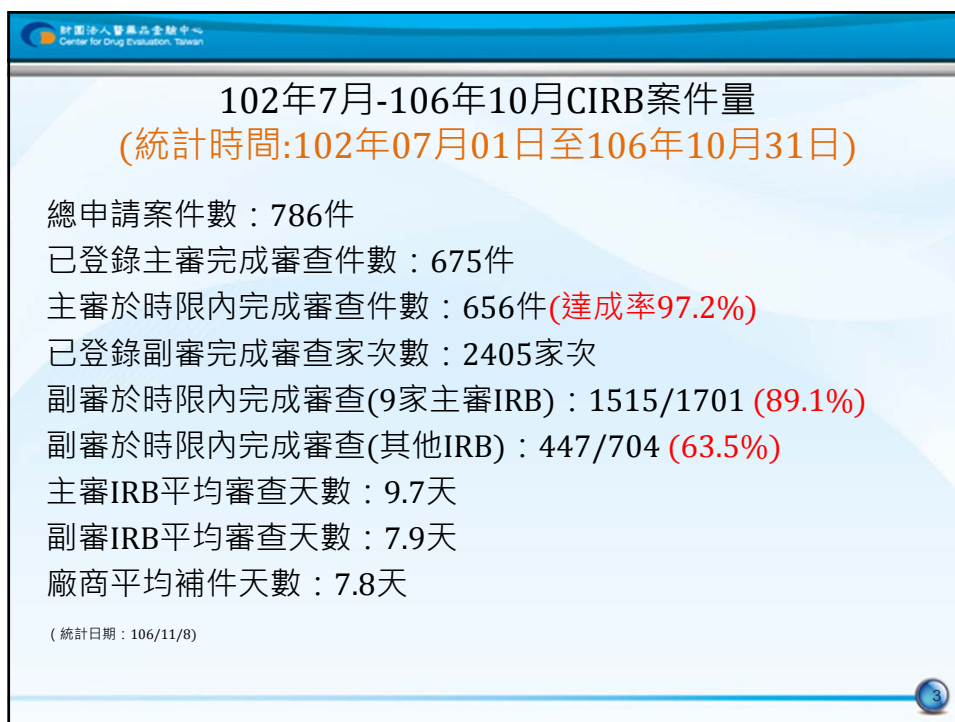 財團法人醫藥品查驗中心
Center for Drug Evaluation, Taiwan
102年7月-106年10月CIRB案件量
(統計時間:102年07月01日至106年10月31日)
總申請案件數：786件
已登錄主審完成審查件數：675件
主審於時限內完成審查件數：656件(達成率97.2%)
已登錄副審完成審查家次數：2405家次
副審於時限內完成審查(9家主審IRB)：1515/1701 (89.1%)
副審於時限內完成審查(其他IRB)：447/704 (63.5%)
主審IRB平均審查天數：9.7天
副審IRB平均審查天數：7.9天
廠商平均補件天數：7.8天
（統計日期：106/11/8)
3